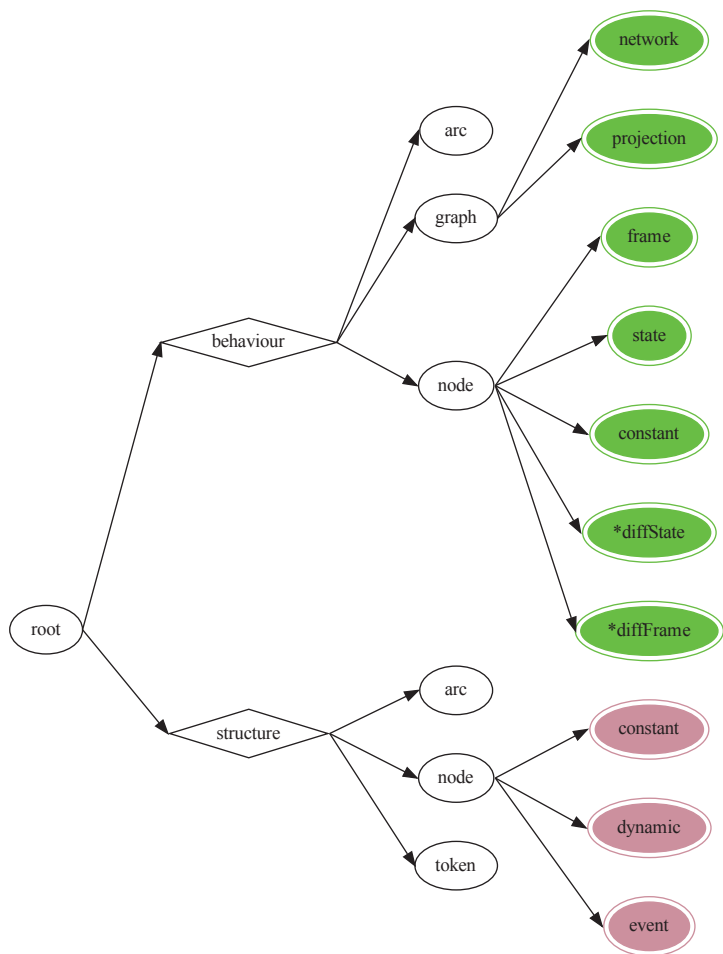 network
arc
projection
graph
frame
behaviour
state
node
constant
*diffState
root
*diffFrame
arc
structure
constant
node
dynamic
token
event